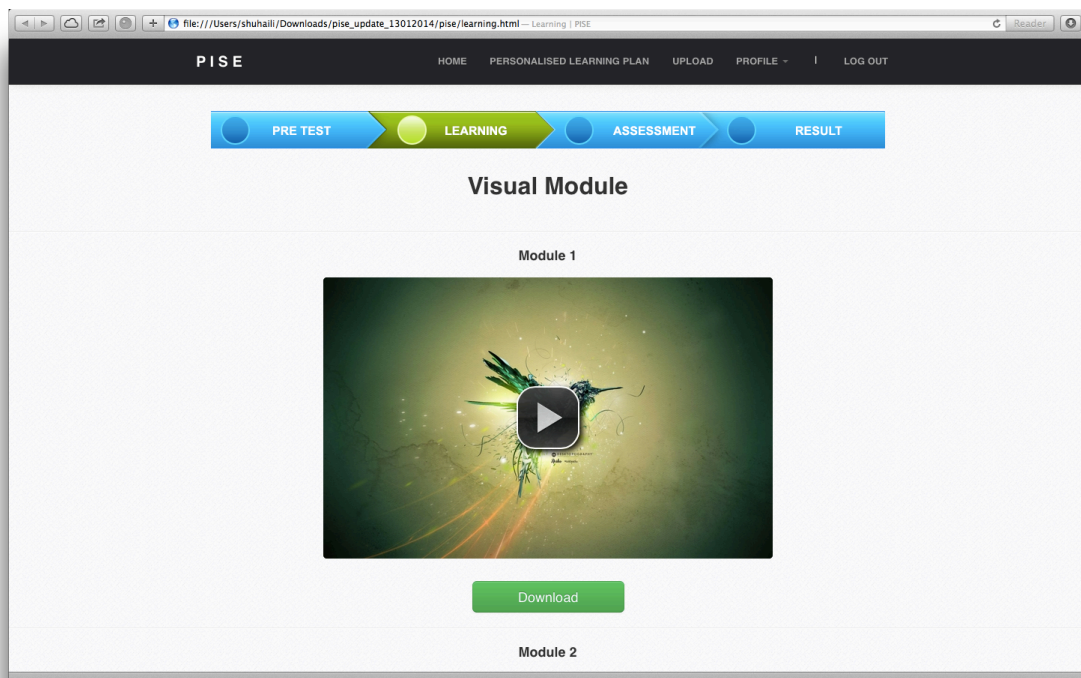 file:///Users/shuhaili/Downloads/pise_update_13012014/pise/learning.html — Learning | PISE
Reader
PISE
HOME PERSONALISED LEARNING PLAN UPLOAD PROFILE | LOG OUT
PRE TEST LEARNING ASSESSMENT RESULT
Visual Module
Module 1
Download
Module 2